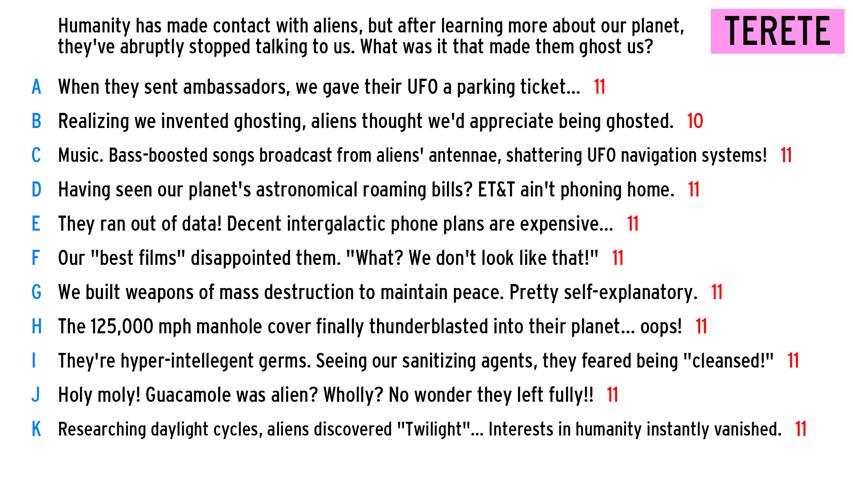 Humanity has made contact with aliens, but after learning more about our planet,
they've abruptly stopped talking to us. What was it that made them ghost us?
TERETE
A When they sent ambassadors, we gave their UFO a parking ticket... 11
B Realizing we invented ghosting, aliens thought we'd appreciate being ghosted. 10
C Music. Bass-boosted songs broadcast from aliens' antennae, shattering UFO navigation systems! 11
D Having seen our planet's astronomical roaming bills? ET&T ain't phoning home. 11
E They ran out of data! Decent intergalactic phone plans are expensive... 11
F Our "best films" disappointed them. "What? We don't look like that!" 11
G We built weapons of mass destruction to maintain peace. Pretty self-explanatory. 11
H The 125,000 mph manhole cover finally thunderblasted into their planet... oops! 11
I They're hyper-intellegent germs. Seeing our sanitizing agents, they feared being "cleansed!" 11
J Holy moly! Guacamole was alien? Wholly? No wonder they left fully!! 11
K Researching daylight cycles, aliens discovered "Twilight"... Interests in humanity instantly vanished. 11